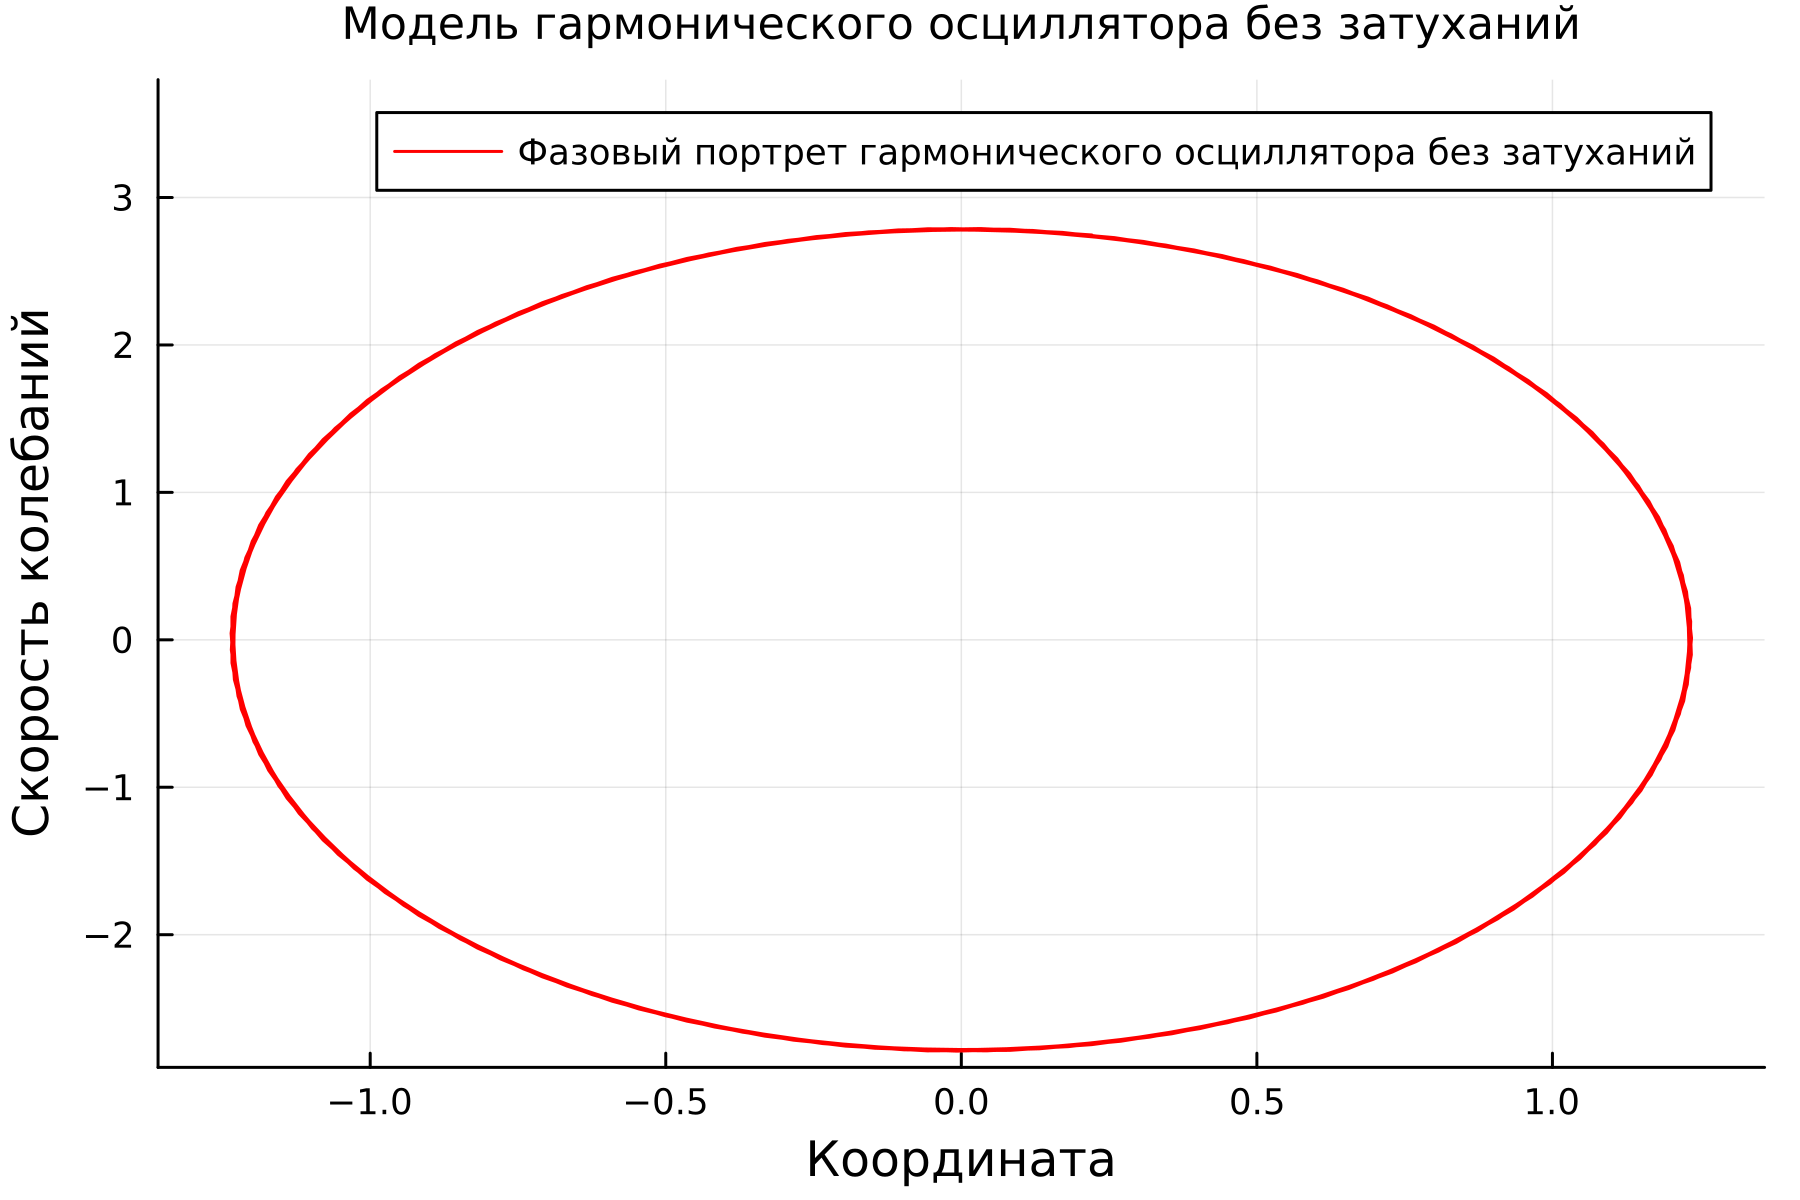 Модель гармонического осциллятора без затуханий
Фазовый портрет гармонического осциллятора без затуханий
Скорость колебаний
3
2
1
0
−1
−2
−1.0
−0.5
0.0
0.5
1.0
Координата